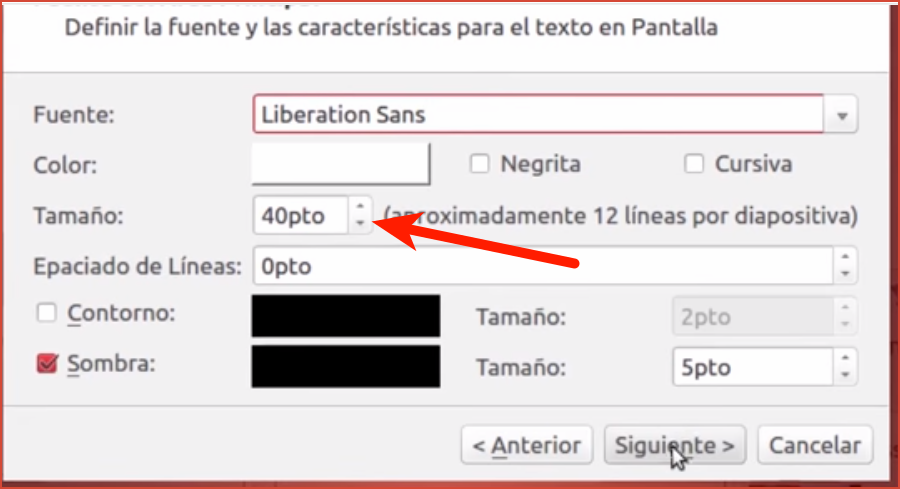 Definir la fuente y las características para el texto en Pantalla
Fuente: Liberation Sans
Color: Negrita Cursiva
Tamaño: 40pto (aproximadamente 12 líneas por diapositiva)
Epaciado de Líneas: 0pto
Contorno: Tamaño: 2pto
Sombra: Tamaño: 5pto
< Anterior Siguiente > Cancelar